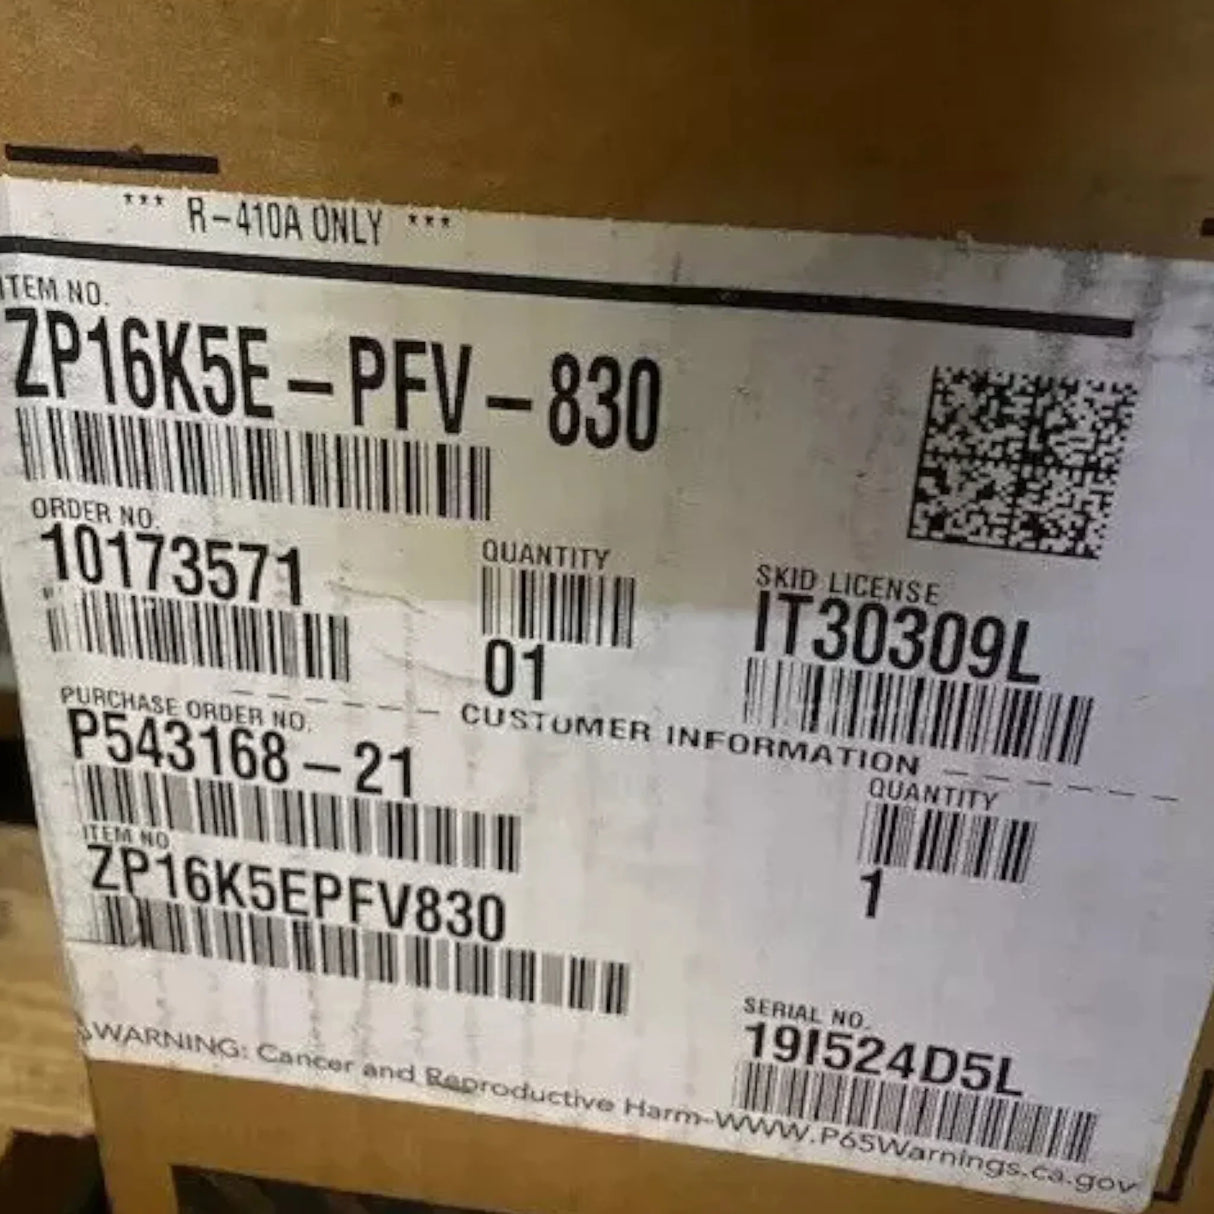 *** R-410A ONLY ***
ITEM NO.
ZP16K5E-PFV-830
ORDER NO.
10173571
QUANTITY
01
SKID LICENSE
IT30309L
CUSTOMER INFORMATION
PURCHASE ORDER NO.
P543168-21
QUANTITY
1
ITEM NO.
ZP16K5EPFV830
SERIAL NO.
19I524D5L
WARNING: Cancer and Reproductive Harm-WWW.P65Warnings.ca.gov